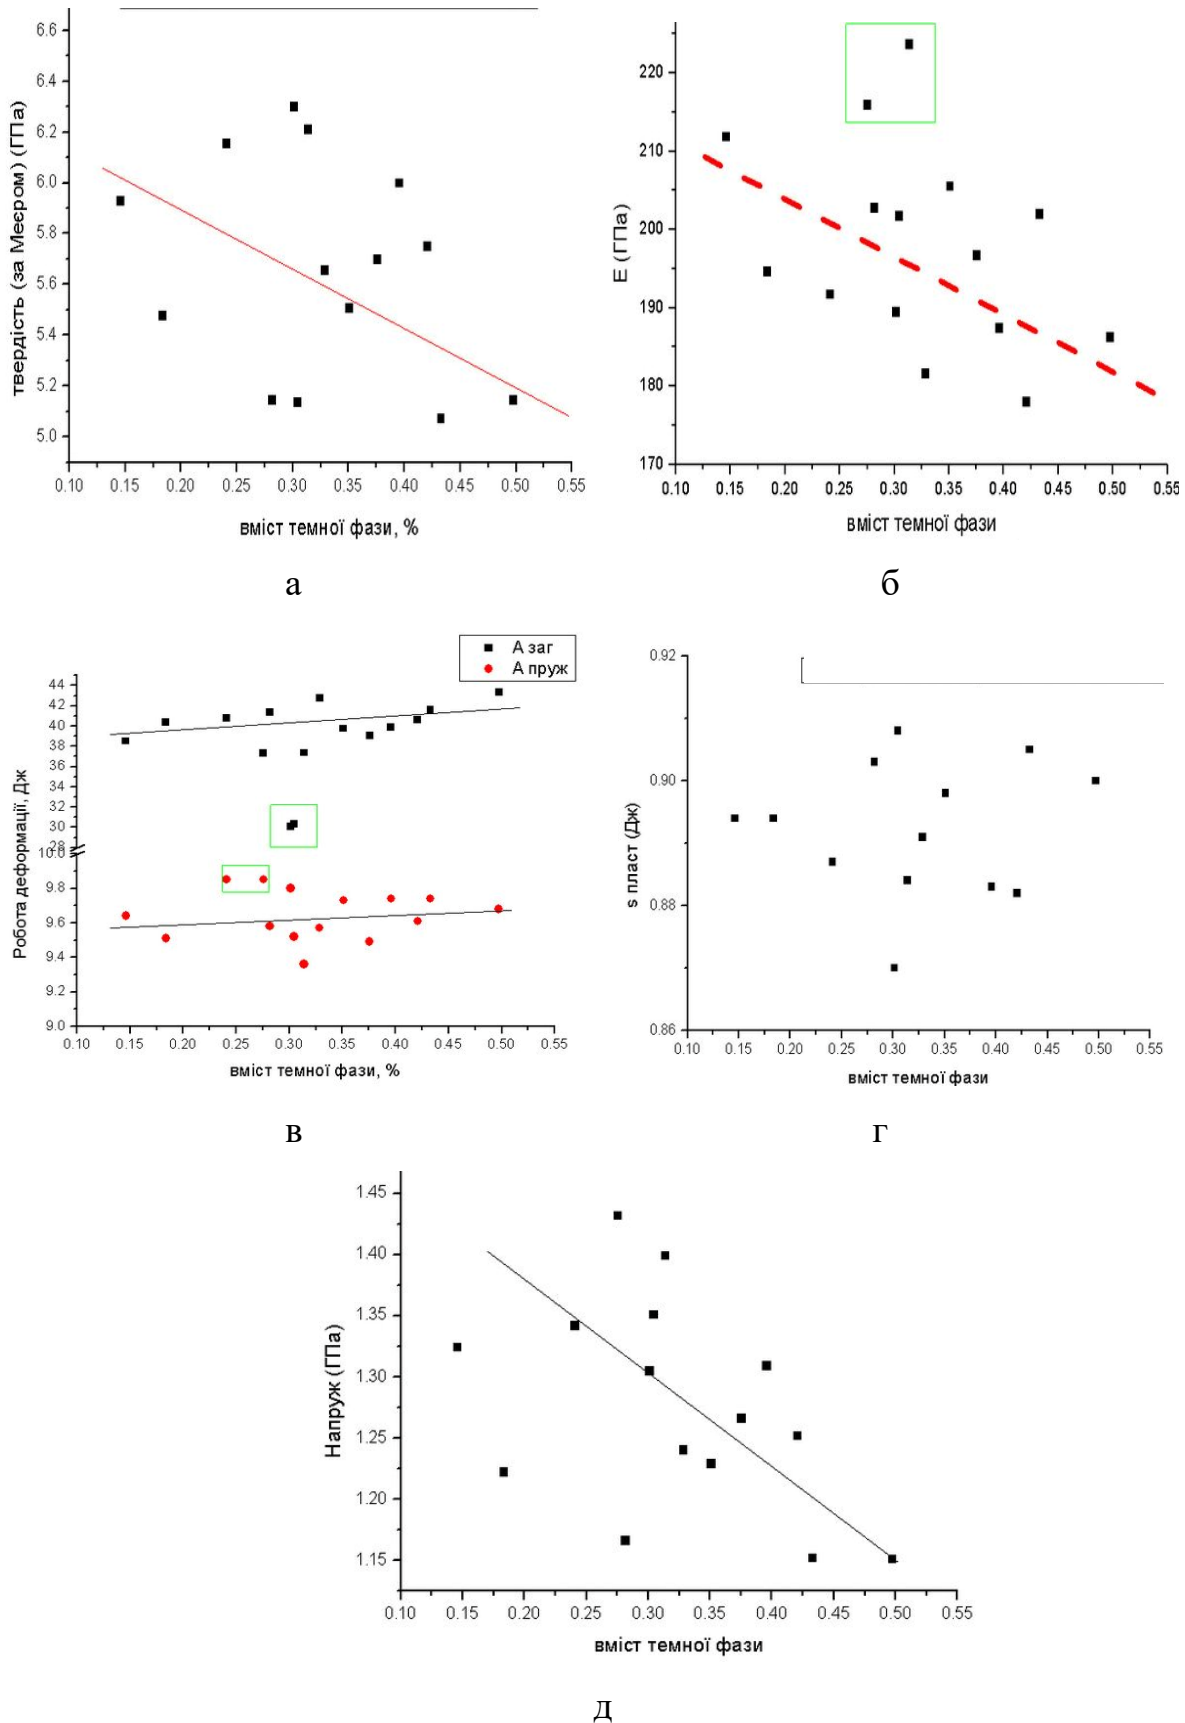 6.6
6.4
6.2
6.0
5.8
5.6
5.4
5.2
5.0
твердість (за Меєром) (ГПа)
0.10 0.15 0.20 0.25 0.30 0.35 0.40 0.45 0.50 0.55
вміст темної фази, %
а
220
210
200
190
180
170
E (ГПа)
0.10 0.15 0.20 0.25 0.30 0.35 0.40 0.45 0.50 0.55
вміст темної фази
б
А заг
А пруж
44
42
40
38
36
34
32
30
28
10.0
9.8
9.6
9.4
9.2
9.0
Робота деформації, Дж
0.10 0.15 0.20 0.25 0.30 0.35 0.40 0.45 0.50 0.55
вміст темної фази, %
в
0.92
0.90
0.88
0.86
s пласт (Дж)
0.10 0.15 0.20 0.25 0.30 0.35 0.40 0.45 0.50 0.55
вміст темної фази
г
1.45
1.40
1.35
1.30
1.25
1.20
1.15
Напруж (ГПа)
0.10 0.15 0.20 0.25 0.30 0.35 0.40 0.45 0.50 0.55
вміст темної фази
д